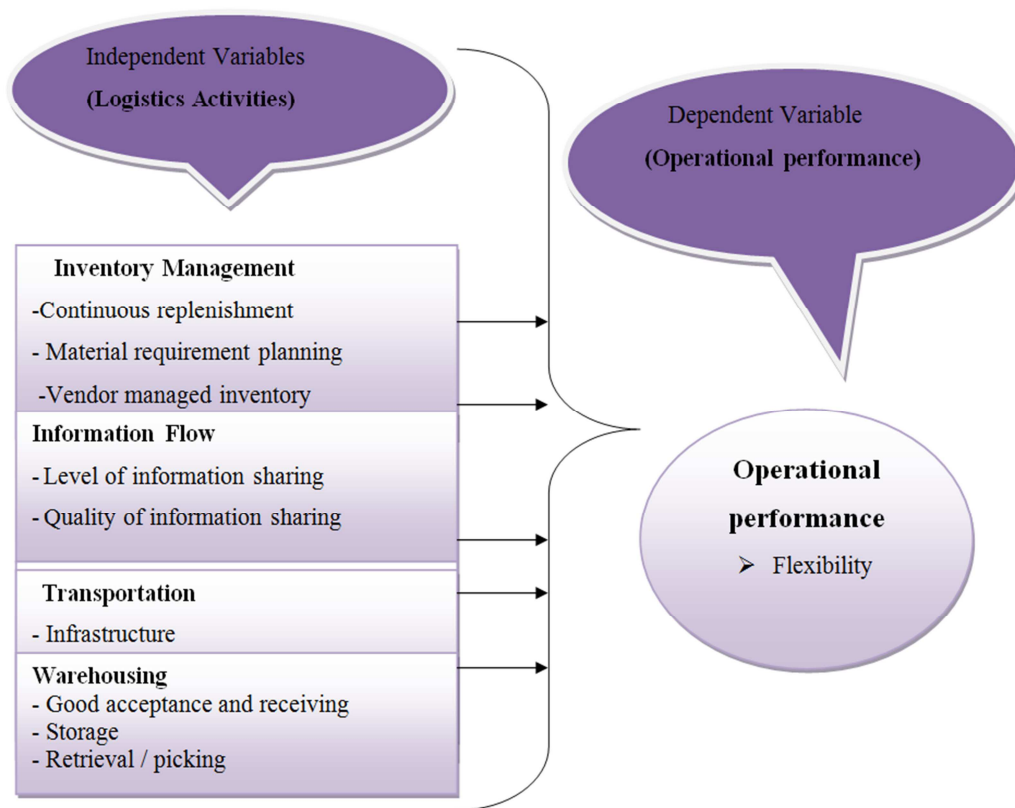 Independent Variables
(Logistics Activities)
Dependent Variable
(Operational performance)
Inventory Management
-Continuous replenishment
- Material requirement planning
-Vendor managed inventory
Information Flow
- Level of information sharing
- Quality of information sharing
Transportation
- Infrastructure
Warehousing
- Good acceptance and receiving
- Storage
- Retrieval / picking
Operational
performance
➢ Flexibility